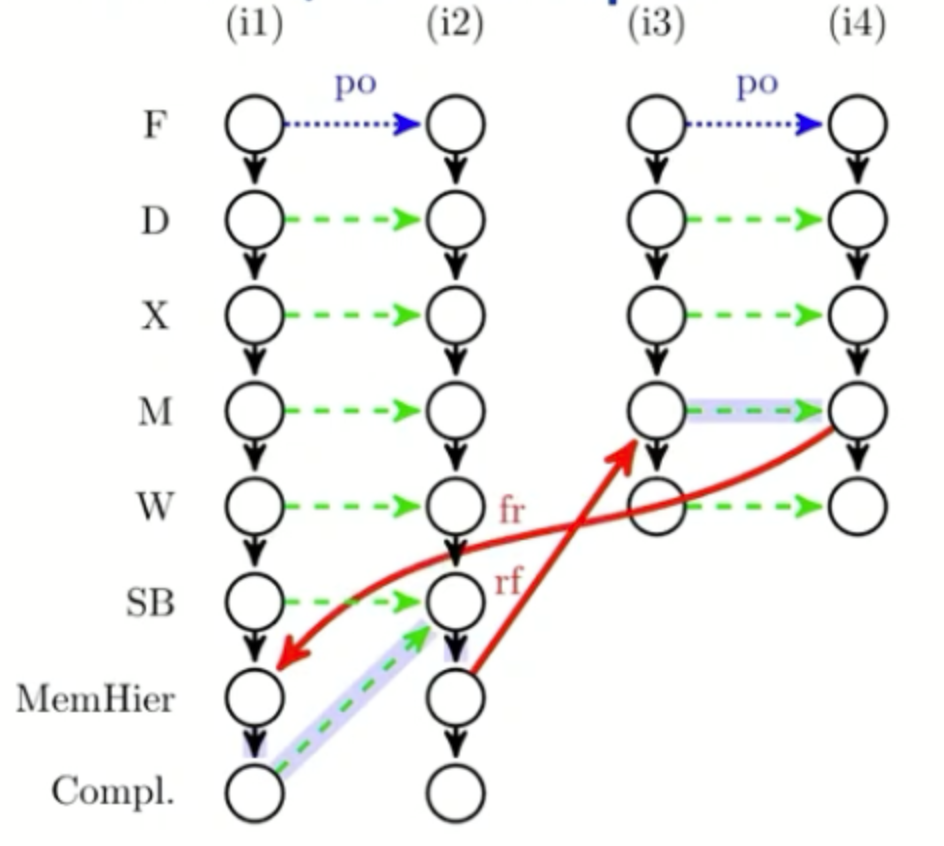 (i1) (i2) (i3) (i4)
po po
F
D
X
M
W
fr
rf
SB
MemHier
Compl.